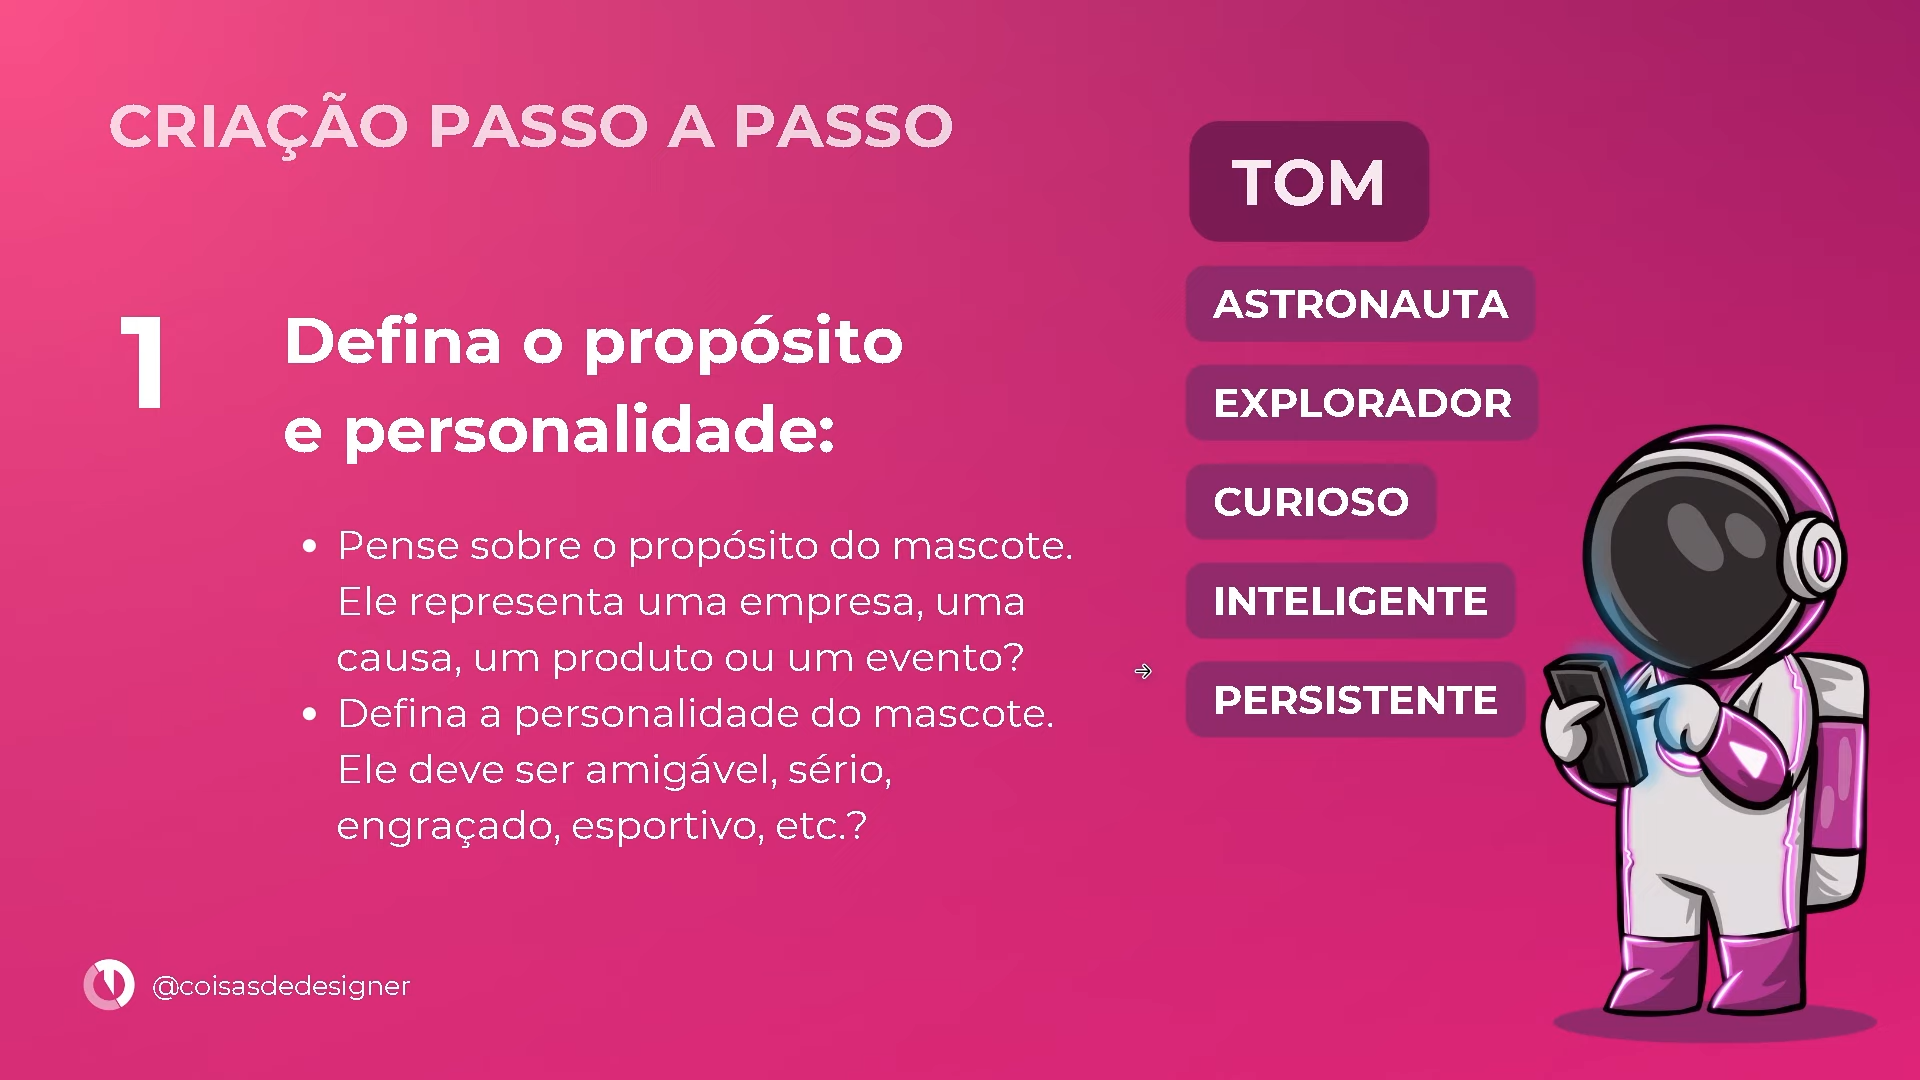 CRIAÇÃO PASSO A PASSO
1
Defina o propósito
e personalidade:
• Pense sobre o propósito do mascote.
Ele representa uma empresa, uma
causa, um produto ou um evento?
• Defina a personalidade do mascote.
Ele deve ser amigável, sério,
engraçado, esportivo, etc.?
TOM
ASTRONAUTA
EXPLORADOR
CURIOSO
INTELIGENTE
PERSISTENTE
@coisasdedesigner